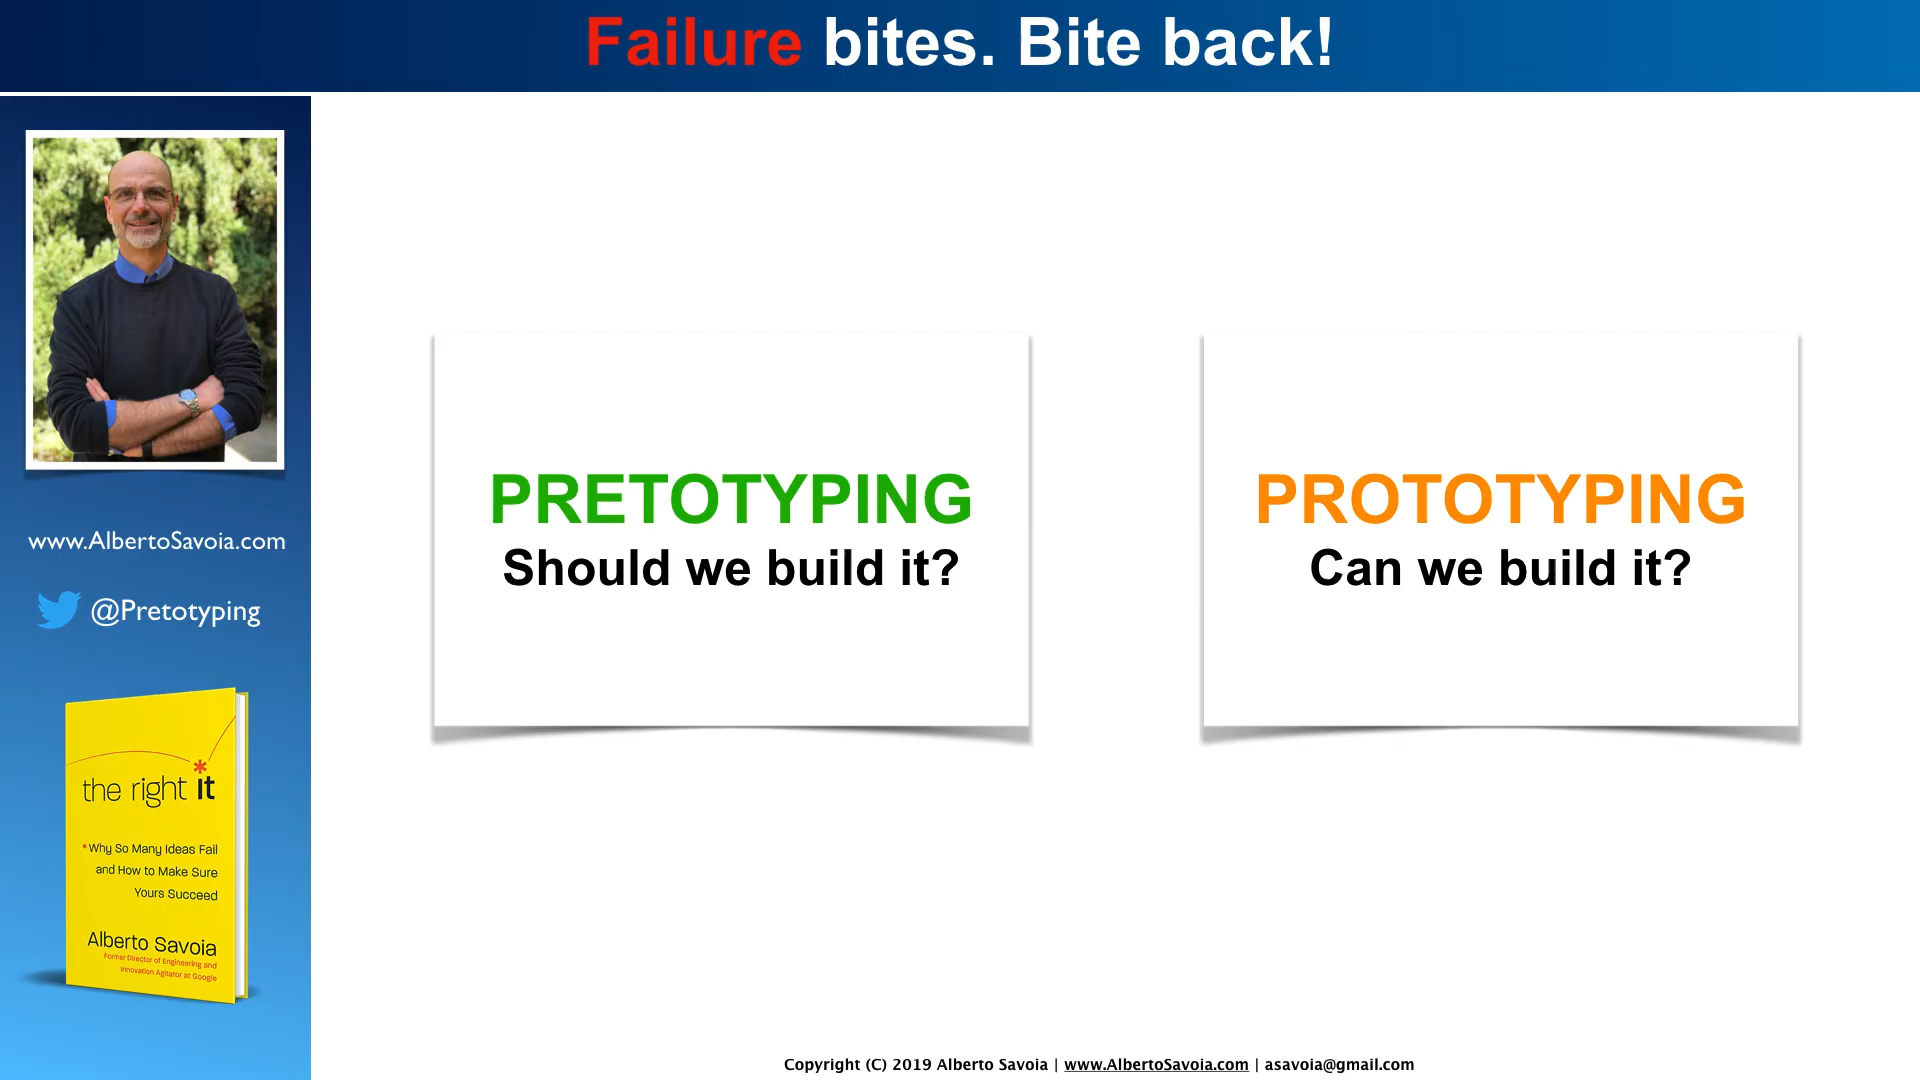 Failure bites. Bite back!
www.AlbertoSavoia.com
@Pretotyping
the right it*
*Why So Many Ideas Fail
and How to Make Sure
Yours Succeed
Alberto Savoia
Former Director of Engineering and
Innovation Agitator at Google
PRETOTYPING
Should we build it?
PROTOTYPING
Can we build it?
Copyright (C) 2019 Alberto Savoia | www.AlbertoSavoia.com | asavoia@gmail.com